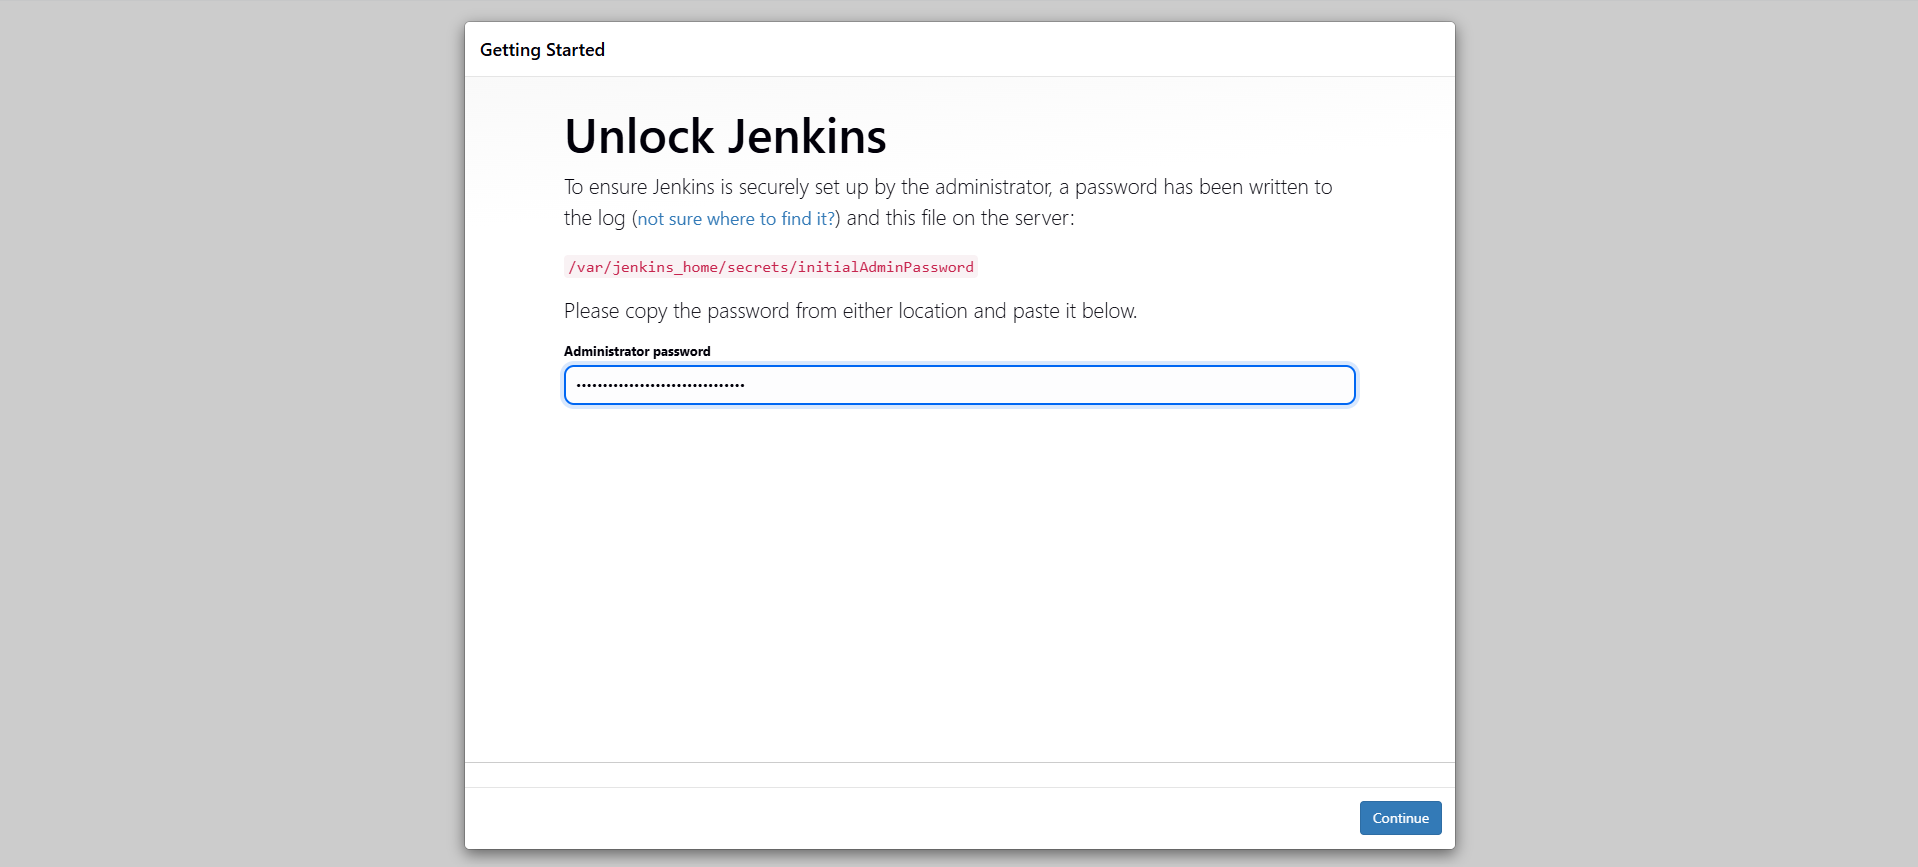 Getting Started
Unlock Jenkins
To ensure Jenkins is securely set up by the administrator, a password has been written to
the log (not sure where to find it?) and this file on the server:
/var/jenkins_home/secrets/initialAdminPassword
Please copy the password from either location and paste it below.
Administrator password
••••••••••••••••••••••••••••••••
Continue